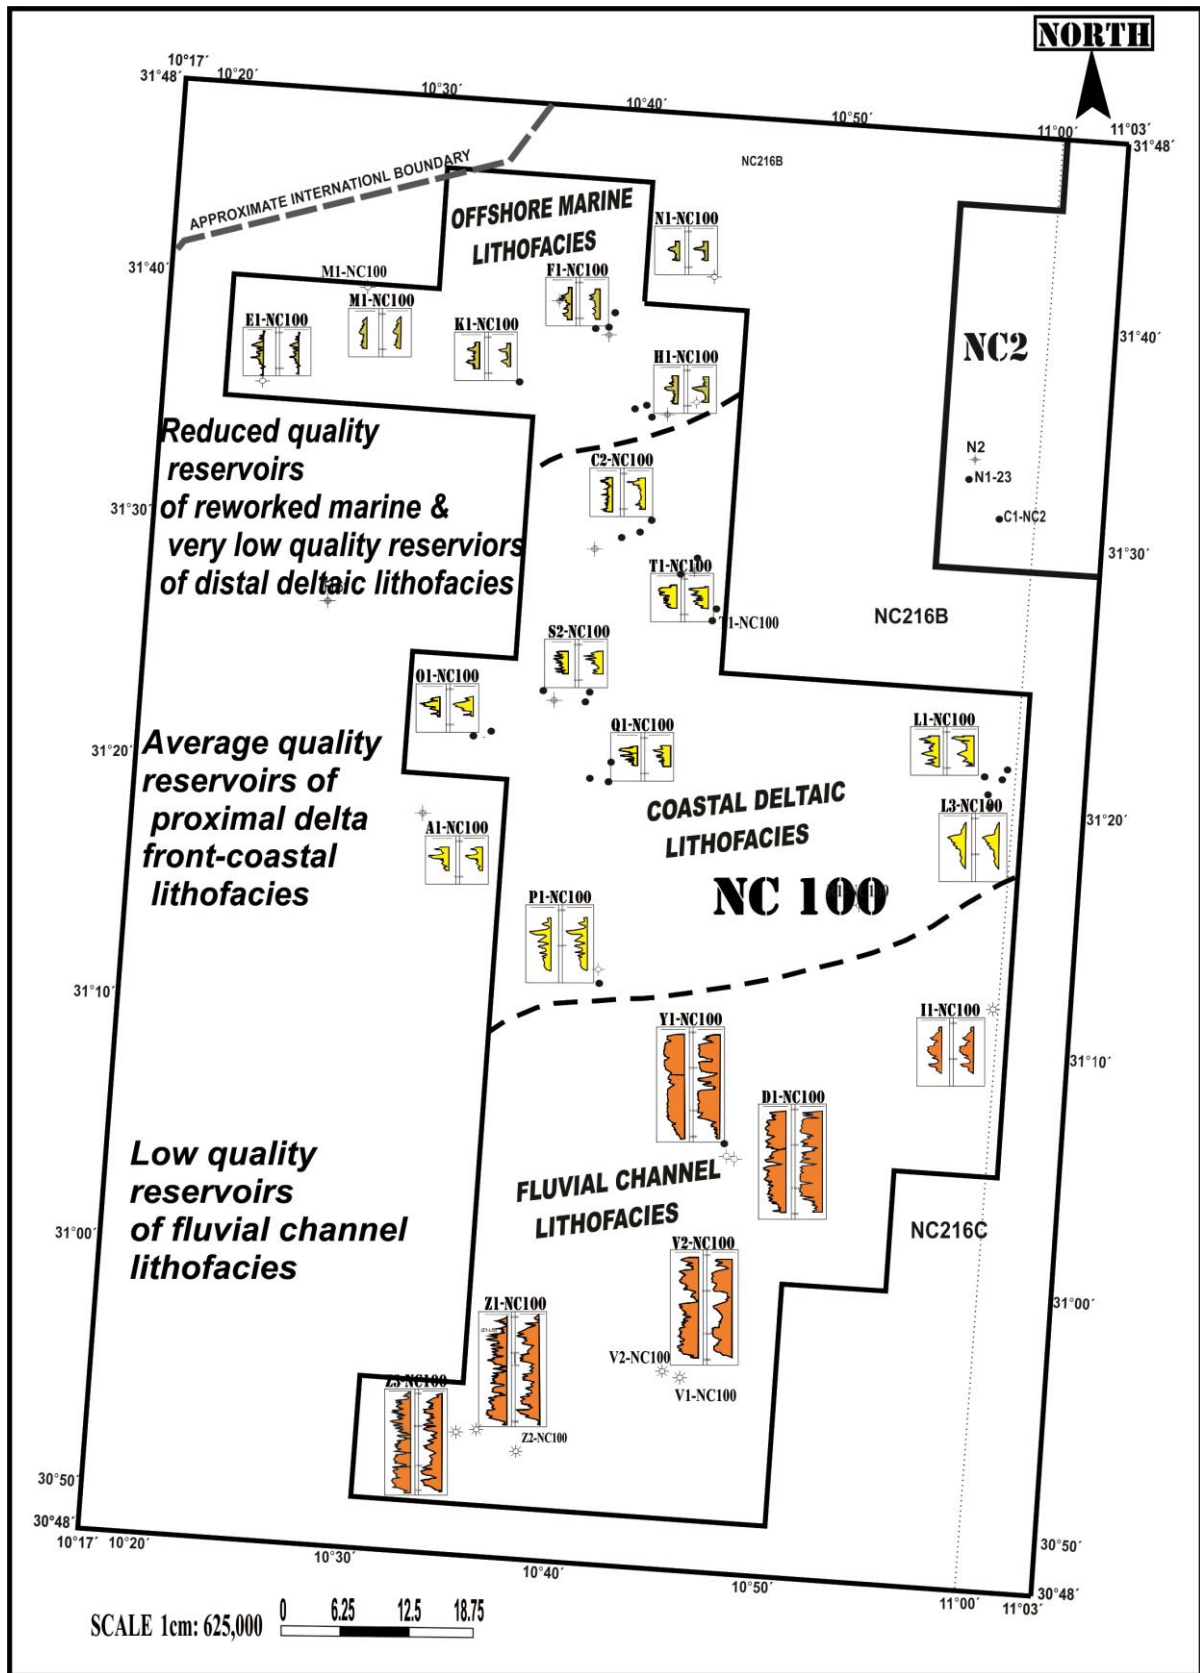 NORTH
10°17´
31°48´
10°20´
10°30´
10°40´
10°50´
11°00´
11°03´
31°48´
NC216B
APPROXIMATE INTERNATIONL BOUNDARY
OFFSHORE MARINE
LITHOFACIES
N1-NC100
31°40´
M1-NC100
F1-NC100
M1-NC100
E1-NC100
K1-NC100
31°40´
NC2
H1-NC100
Reduced quality
reservoirs
of reworked marine &
very low quality reserviors
of distal deltaic lithofacies
C2-NC100
N2
N1-23
C1-NC2
31°30´
31°30´
T1-NC100
NC216B
T1-NC100
S2-NC100
O1-NC100
Q1-NC100
L1-NC100
31°20´
Average quality
reservoirs of
proximal delta
front-coastal
lithofacies
COASTAL DELTAIC
LITHOFACIES
L3-NC100
31°20´
A1-NC100
NC 100
P1-NC100
31°10´
Y1-NC100
I1-NC100
31°10´
D1-NC100
Low quality
reservoirs
of fluvial channel
lithofacies
FLUVIAL CHANNEL
LITHOFACIES
31°00´
NC216C
V2-NC100
Z1-NC100
31°00´
V2-NC100
V1-NC100
Z3-NC100
Z2-NC100
30°50´
30°48´
10°17´
10°20´
10°30´
10°40´
10°50´
11°00´
11°03´
30°50´
30°48´
SCALE 1cm: 625,000
0 6.25 12.5 18.75